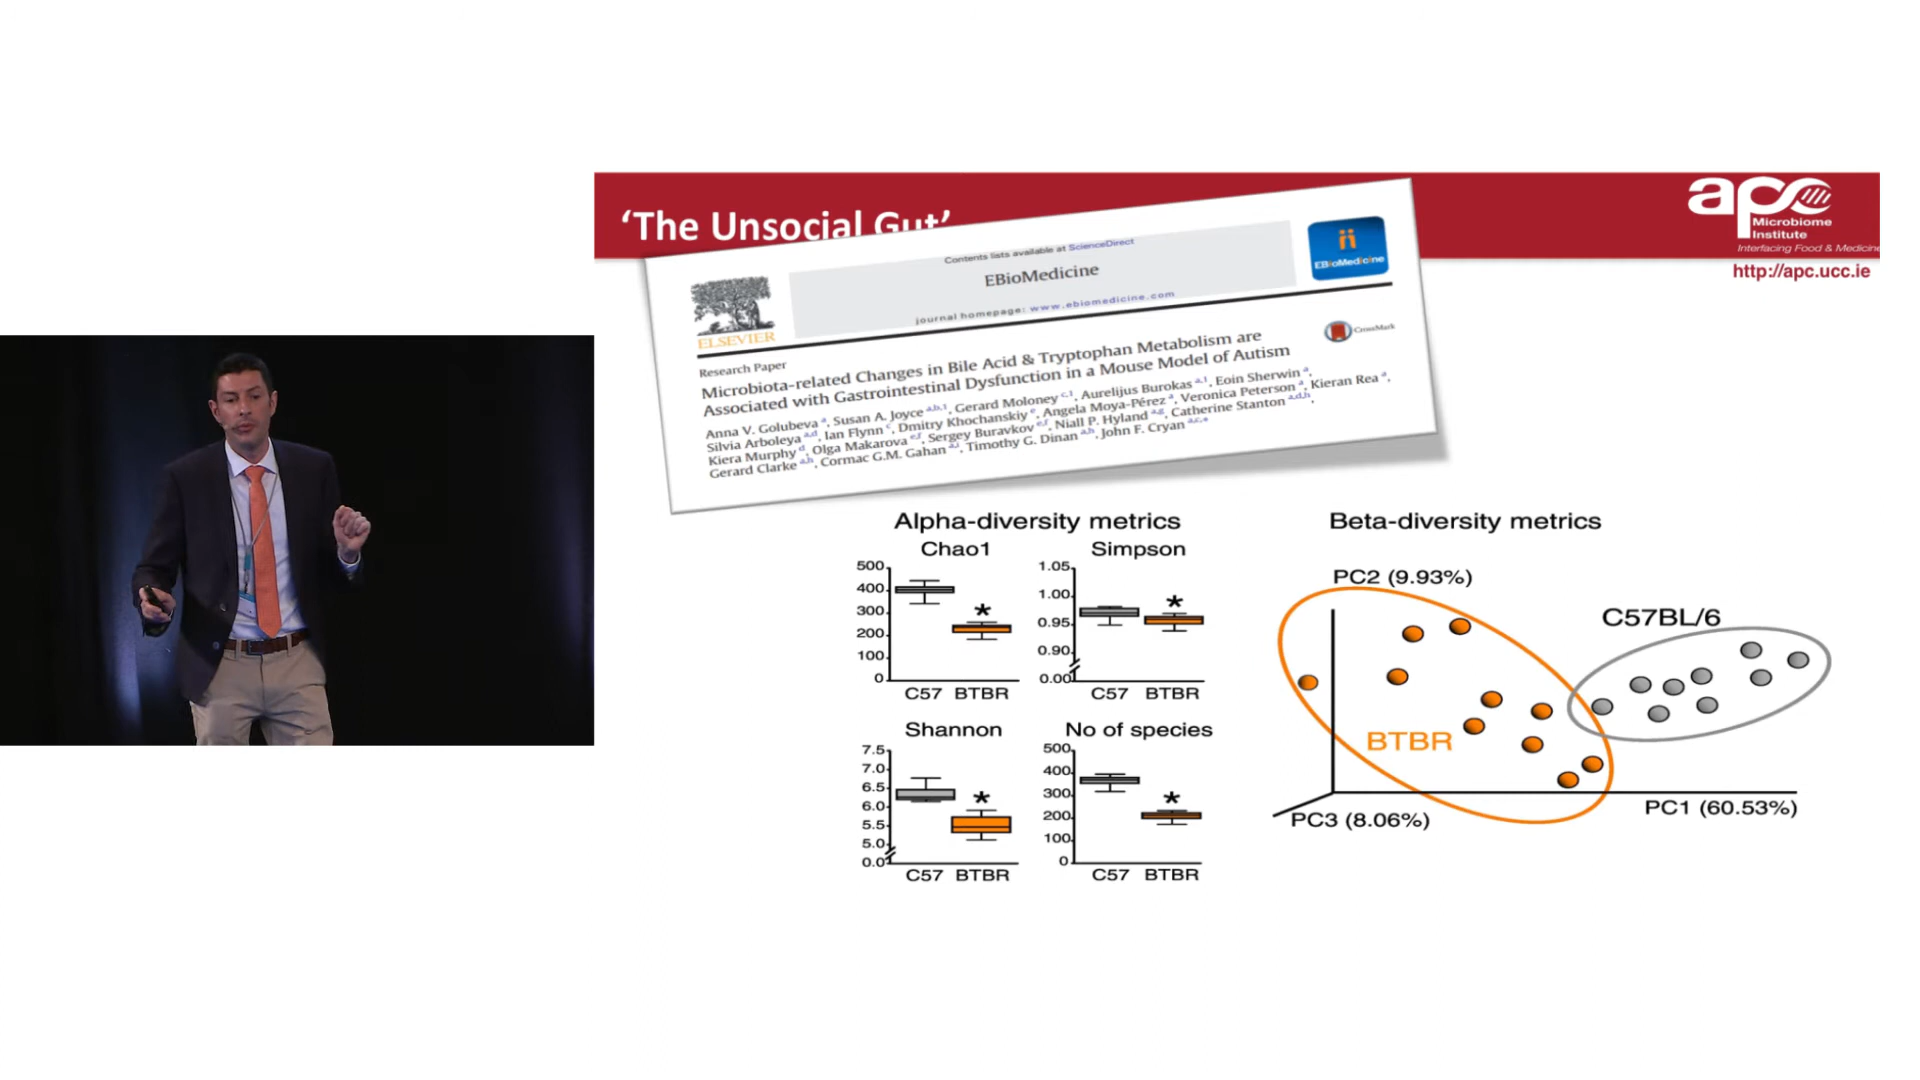 ‘The Unsocial Gut’
apc
Microbiome
Institute
Interfacing Food & Medicine
http://apc.ucc.ie
Contents lists available at ScienceDirect
EBioMedicine
journal homepage: www.ebiomedicine.com
ELSEVIER
EBioMedicine
CrossMark
Research Paper
Microbiota-related Changes in Bile Acid & Tryptophan Metabolism are
Associated with Gastrointestinal Dysfunction in a Mouse Model of Autism
Anna V. Golubeva a, Susan A. Joyce a,b,1, Gerard Moloney c,1, Aurelijus Burokas a,1, Eoin Sherwin a,
Silvia Arboleya a,d, Ian Flynn c, Dmitry Khochanskiy e, Angela Moya-Pérez a, Veronica Peterson a, Kieran Rea a,
Kiera Murphy d, Olga Makarova e,f, Sergey Buravkov e,f, Niall P. Hyland a,g, Catherine Stanton a,d,h,
Gerard Clarke a,h, Cormac G.M. Gahan a,i, Timothy G. Dinan a,h, John F. Cryan a,c,*
Alpha-diversity metrics
Chao1
500
400
300
200
100
0
*
C57 BTBR
Simpson
1.05
1.00
0.95
0.90
0.00
*
C57 BTBR
Shannon
7.5
7.0
6.5
6.0
5.5
5.0
0.0
*
C57 BTBR
No of species
500
400
300
200
100
0
*
C57 BTBR
Beta-diversity metrics
PC2 (9.93%)
C57BL/6
BTBR
PC1 (60.53%)
PC3 (8.06%)